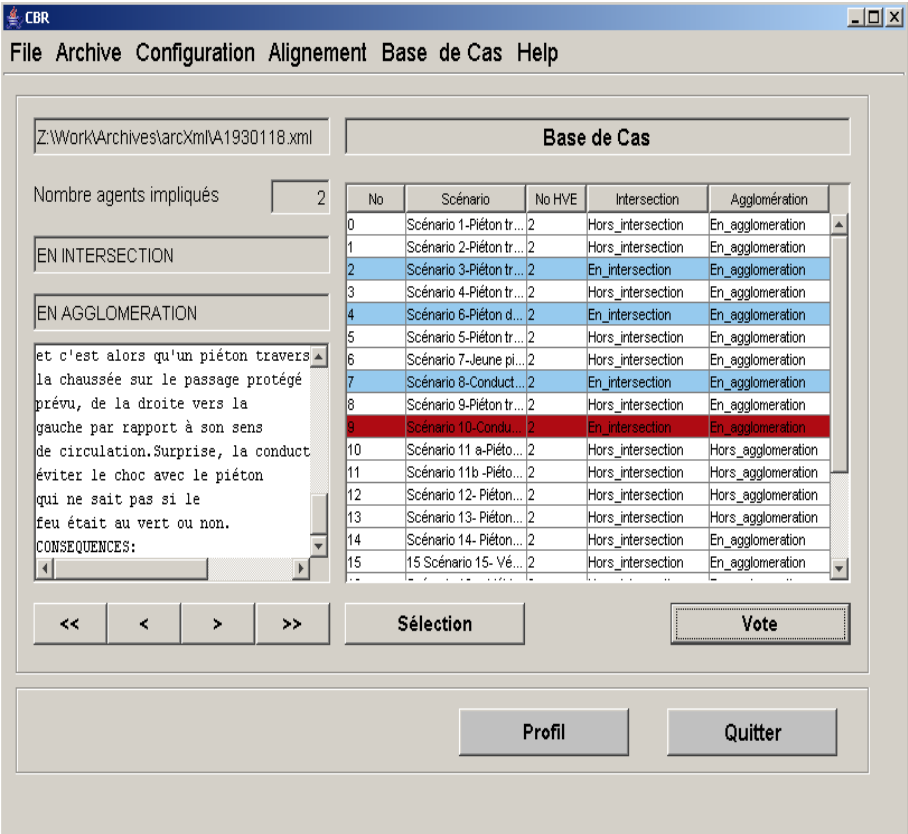 CBR
File Archive Configuration Alignement Base de Cas Help
Z:\Work\Archives\arcXml\A1930118.xml
Base de Cas
Nombre agents impliqués 2
EN INTERSECTION
EN AGGLOMERATION
et c'est alors qu'un piéton travers
la chaussée sur le passage protégé
prévu, de la droite vers la
gauche par rapport à son sens
de circulation.Surprise, la conduct
éviter le choc avec le piéton
qui ne sait pas si le
feu était au vert ou non.
CONSEQUENCES:
No Scénario No HVE Intersection Agglomération
0 Scénario 1-Piéton tr... 2 Hors_intersection En_agglomeration
1 Scénario 2-Piéton tr... 2 Hors_intersection En_agglomeration
2 Scénario 3-Piéton tr... 2 En_intersection En_agglomeration
3 Scénario 4-Piéton tr... 2 Hors_intersection En_agglomeration
4 Scénario 6-Piéton d... 2 En_intersection En_agglomeration
5 Scénario 5-Piéton tr... 2 Hors_intersection En_agglomeration
6 Scénario 7-Jeune pi... 2 Hors_intersection En_agglomeration
7 Scénario 8-Conduct... 2 En_intersection En_agglomeration
8 Scénario 9-Piéton tr... 2 Hors_intersection En_agglomeration
9 Scénario 10-Condu... 2 En_intersection En_agglomeration
10 Scénario 11 a-Piéto... 2 Hors_intersection Hors_agglomeration
11 Scénario 11b -Piéto... 2 Hors_intersection Hors_agglomeration
12 Scénario 12- Piéton... 2 Hors_intersection Hors_agglomeration
13 Scénario 13- Piéton... 2 Hors_intersection Hors_agglomeration
14 Scénario 14- Piéton... 2 Hors_intersection En_agglomeration
15 15 Scénario 15- Vé... 2 Hors_intersection En_agglomeration
<< < > >> Sélection Vote
Profil Quitter